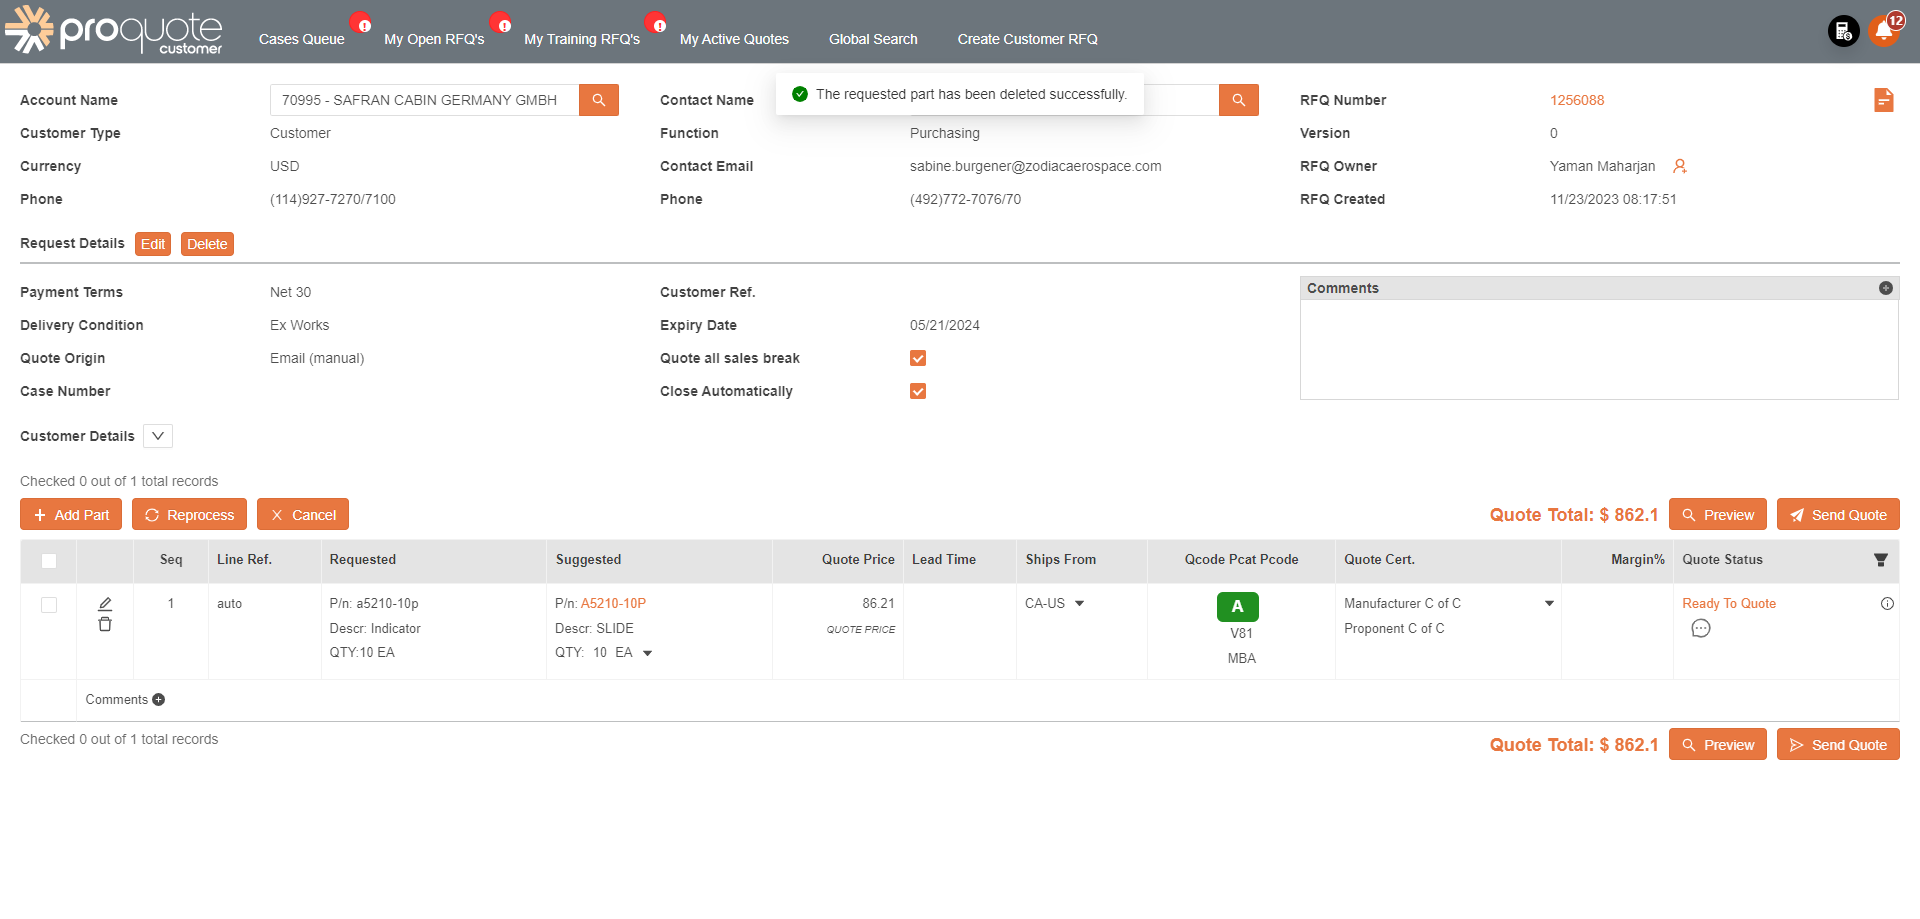 proquote
customer
Cases Queue My Open RFQ's My Training RFQ's My Active Quotes Global Search Create Customer RFQ 12
The requested part has been deleted successfully.
Account Name 70995 - SAFRAN CABIN GERMANY GMBH Contact Name RFQ Number 1256088
Customer Type Customer Function Purchasing Version 0
Currency USD Contact Email sabine.burgener@zodiacaerospace.com RFQ Owner Yaman Maharjan
Phone (114)927-7270/7100 Phone (492)772-7076/70 RFQ Created 11/23/2023 08:17:51
Request Details Edit Delete
Payment Terms Net 30 Customer Ref. Comments
Delivery Condition Ex Works Expiry Date 05/21/2024
Quote Origin Email (manual) Quote all sales break
Case Number Close Automatically
Customer Details
Checked 0 out of 1 total records
Add Part Reprocess Cancel Quote Total: $ 862.1 Preview Send Quote
Seq Line Ref. Requested Suggested Quote Price Lead Time Ships From Qcode Pcat Pcode Quote Cert. Margin% Quote Status
1 auto P/n: a5210-10p P/n: A5210-10P 86.21 CA-US A Manufacturer C of C Ready To Quote
Descr: Indicator Descr: SLIDE QUOTE PRICE V81 Proponent C of C
QTY:10 EA QTY: 10 EA MBA
Comments
Checked 0 out of 1 total records
Quote Total: $ 862.1 Preview Send Quote